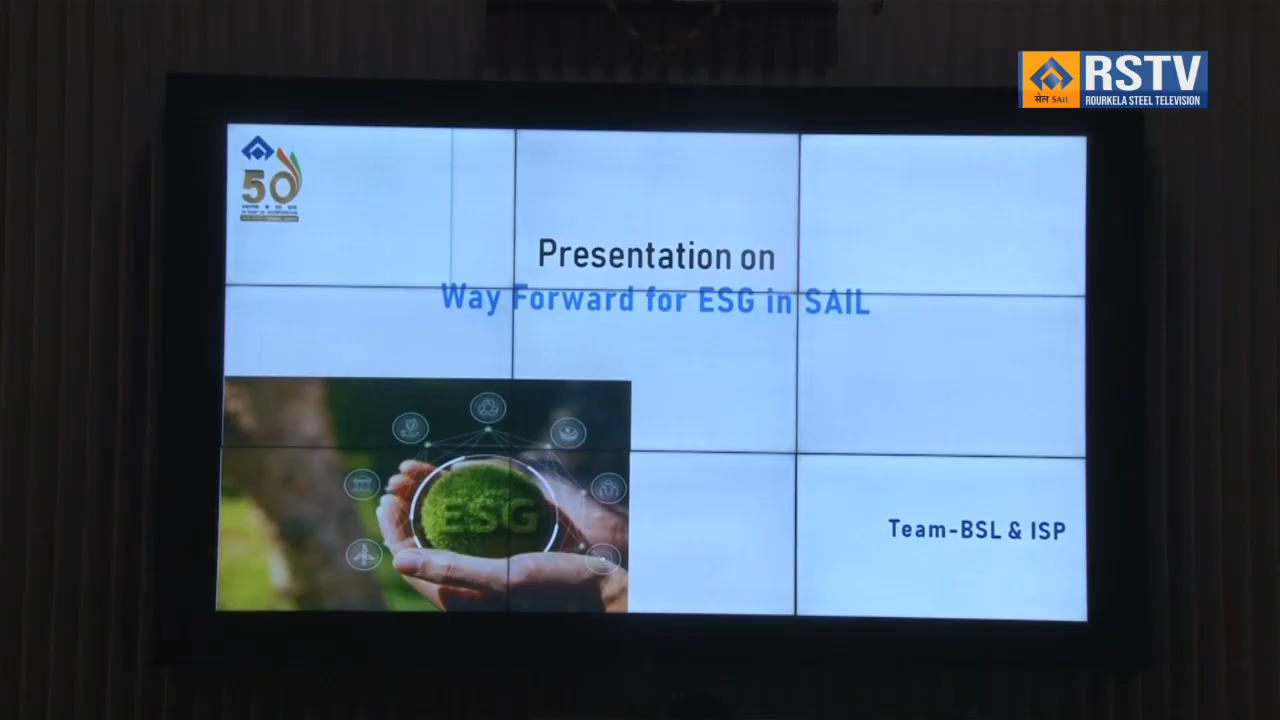 RSTV
सेल SAIL
ROURKELA STEEL TELEVISION
50
Presentation on
Way Forward for ESG in SAIL
ESG
Team-BSL & ISP